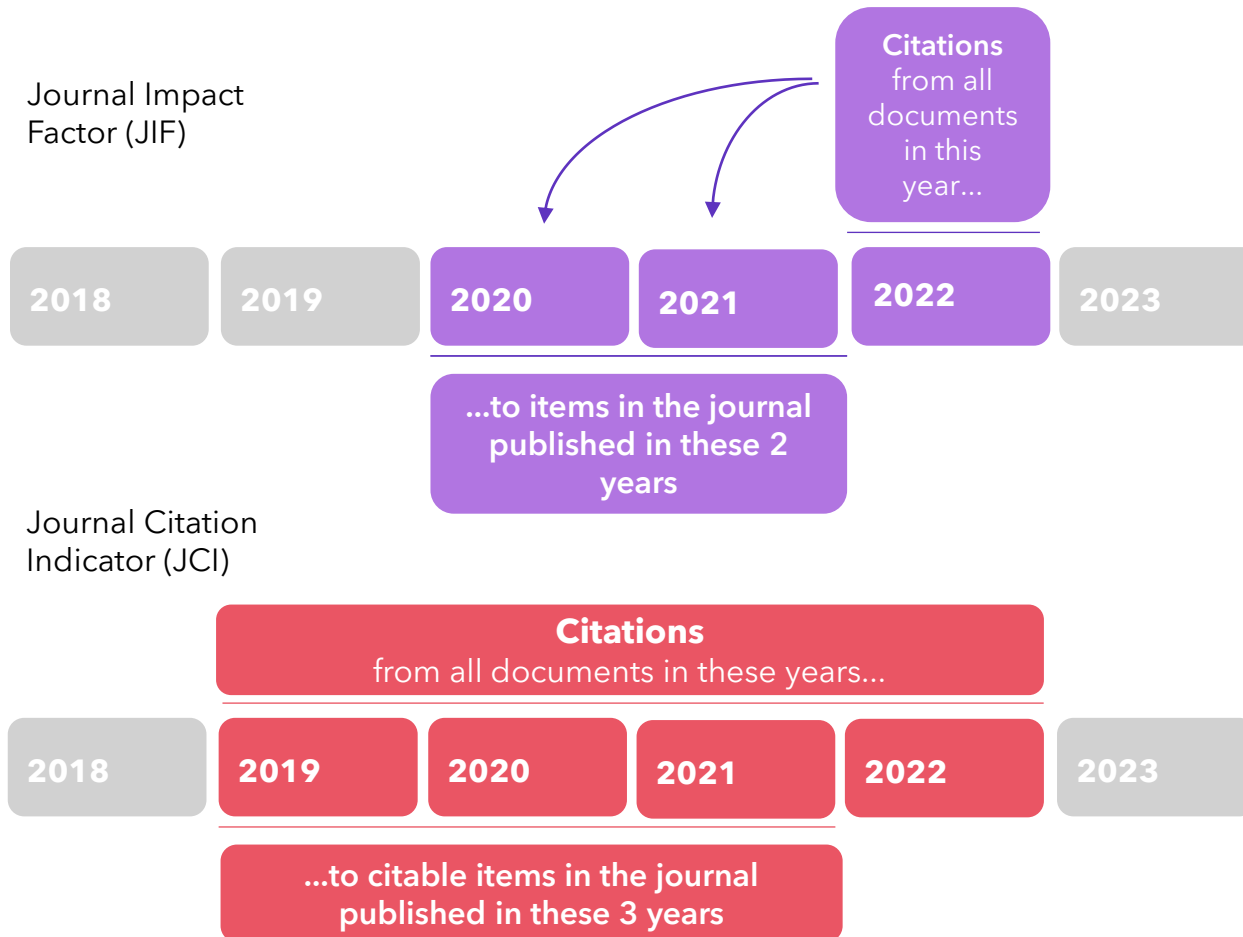 Journal Impact
Factor (JIF)
Citations
from all
documents
in this
year...
2018
2019
2020
2021
2022
2023
...to items in the journal
published in these 2
years
Journal Citation
Indicator (JCI)
Citations
from all documents in these years...
2018
2019
2020
2021
2022
2023
...to citable items in the journal
published in these 3 years